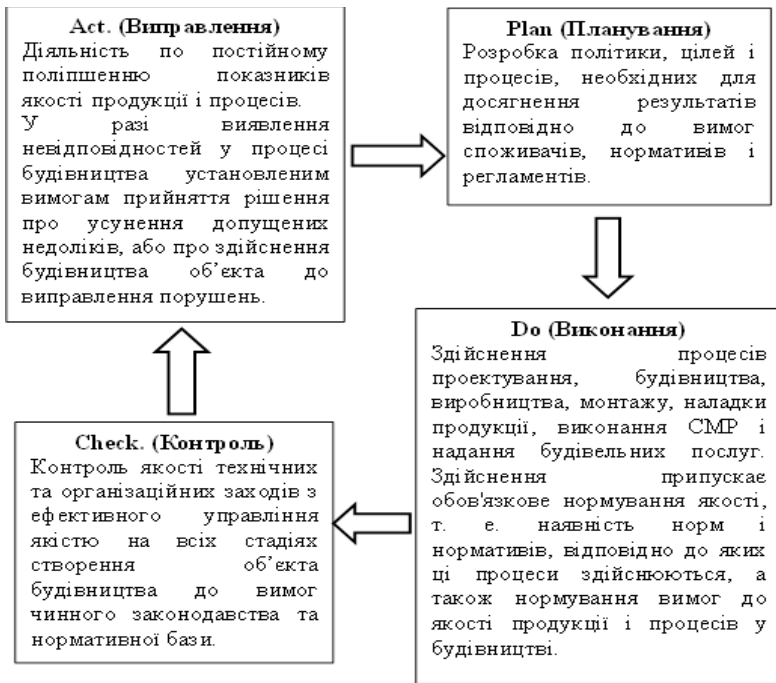 Act. (Виправлення)
Діяльність по постійному
поліпшенню показників
якості продукції і процесів.
У разі виявлення
невідповідностей у процесі
будівництва установленим
вимогам прийняття рішення
про усунення допущених
недоліків, або про здійснення
будівництва об’єкта до
виправлення порушень.
Plan (Планування)
Розробка політики, цілей і
процесів, необхідних для
досягнення результатів
відповідно до вимог
споживачів, нормативів і
регламентів.
Do (Виконання)
Здійснення процесів
проектування, будівництва,
виробництва, монтажу, наладки
продукції, виконання СМР і
надання будівельних послуг.
Здійснення припускає
обов'язкове нормування якості,
т. е. наявність норм і
нормативів, відповідно до яких
ці процеси здійснюються, а
також нормування вимог до
якості продукції і процесів у
будівництві.
Check. (Контроль)
Контроль якості технічних
та організаційних заходів з
ефективного управління
якістю на всіх стадіях
створення об’єкта
будівництва до вимог
чинного законодавства та
нормативної бази.